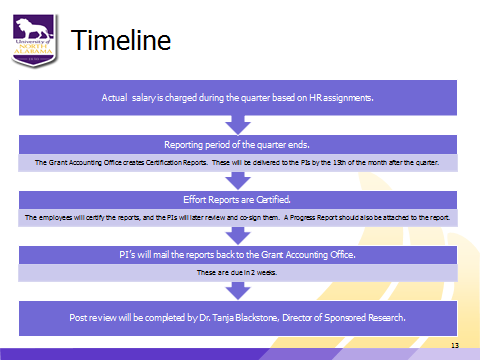 University of
NORTH
ALABAMA
Timeline
Actual salary is charged during the quarter based on HR assignments.
Reporting period of the quarter ends.
The Grant Accounting Office creates Certification Reports. These will be delivered to the PIs by the 15th of the month after the quarter.
Effort Reports are Certified.
The employees will certify the reports, and the PIs will later review and co-sign them. A Progress Report should also be attached to the report.
PI's will mail the reports back to the Grant Accounting Office.
These are due in 2 weeks.
Post review will be completed by Dr. Tanja Blackstone, Director of Sponsored Research.
13